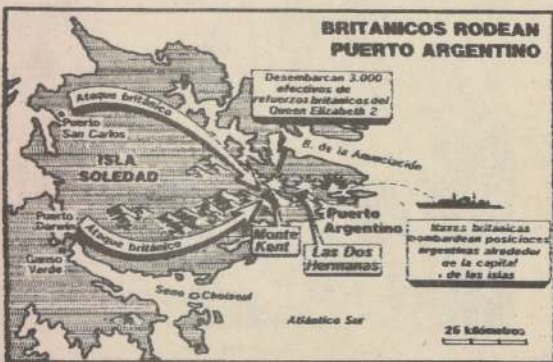 BRITANICOS RODEAN
PUERTO ARGENTINO
Desembarcan 3.000
efectivos de
refuerzos británicos del
Queen Elizabeth 2
Ataque británico
Puerto
San Carlos
B. de la Anunciación
ISLA
SOLEDAD
Puerto
Darwin
Ataque británico
Ganso
Verde
Monte
Kent
Puerto
Argentino
Las Dos
Hermanas
Naves británicas
bombardean posiciones
argentinas alrededor
de la capital
de las islas
Seno Choiseul
Atlántico Sur
26 kilómetros